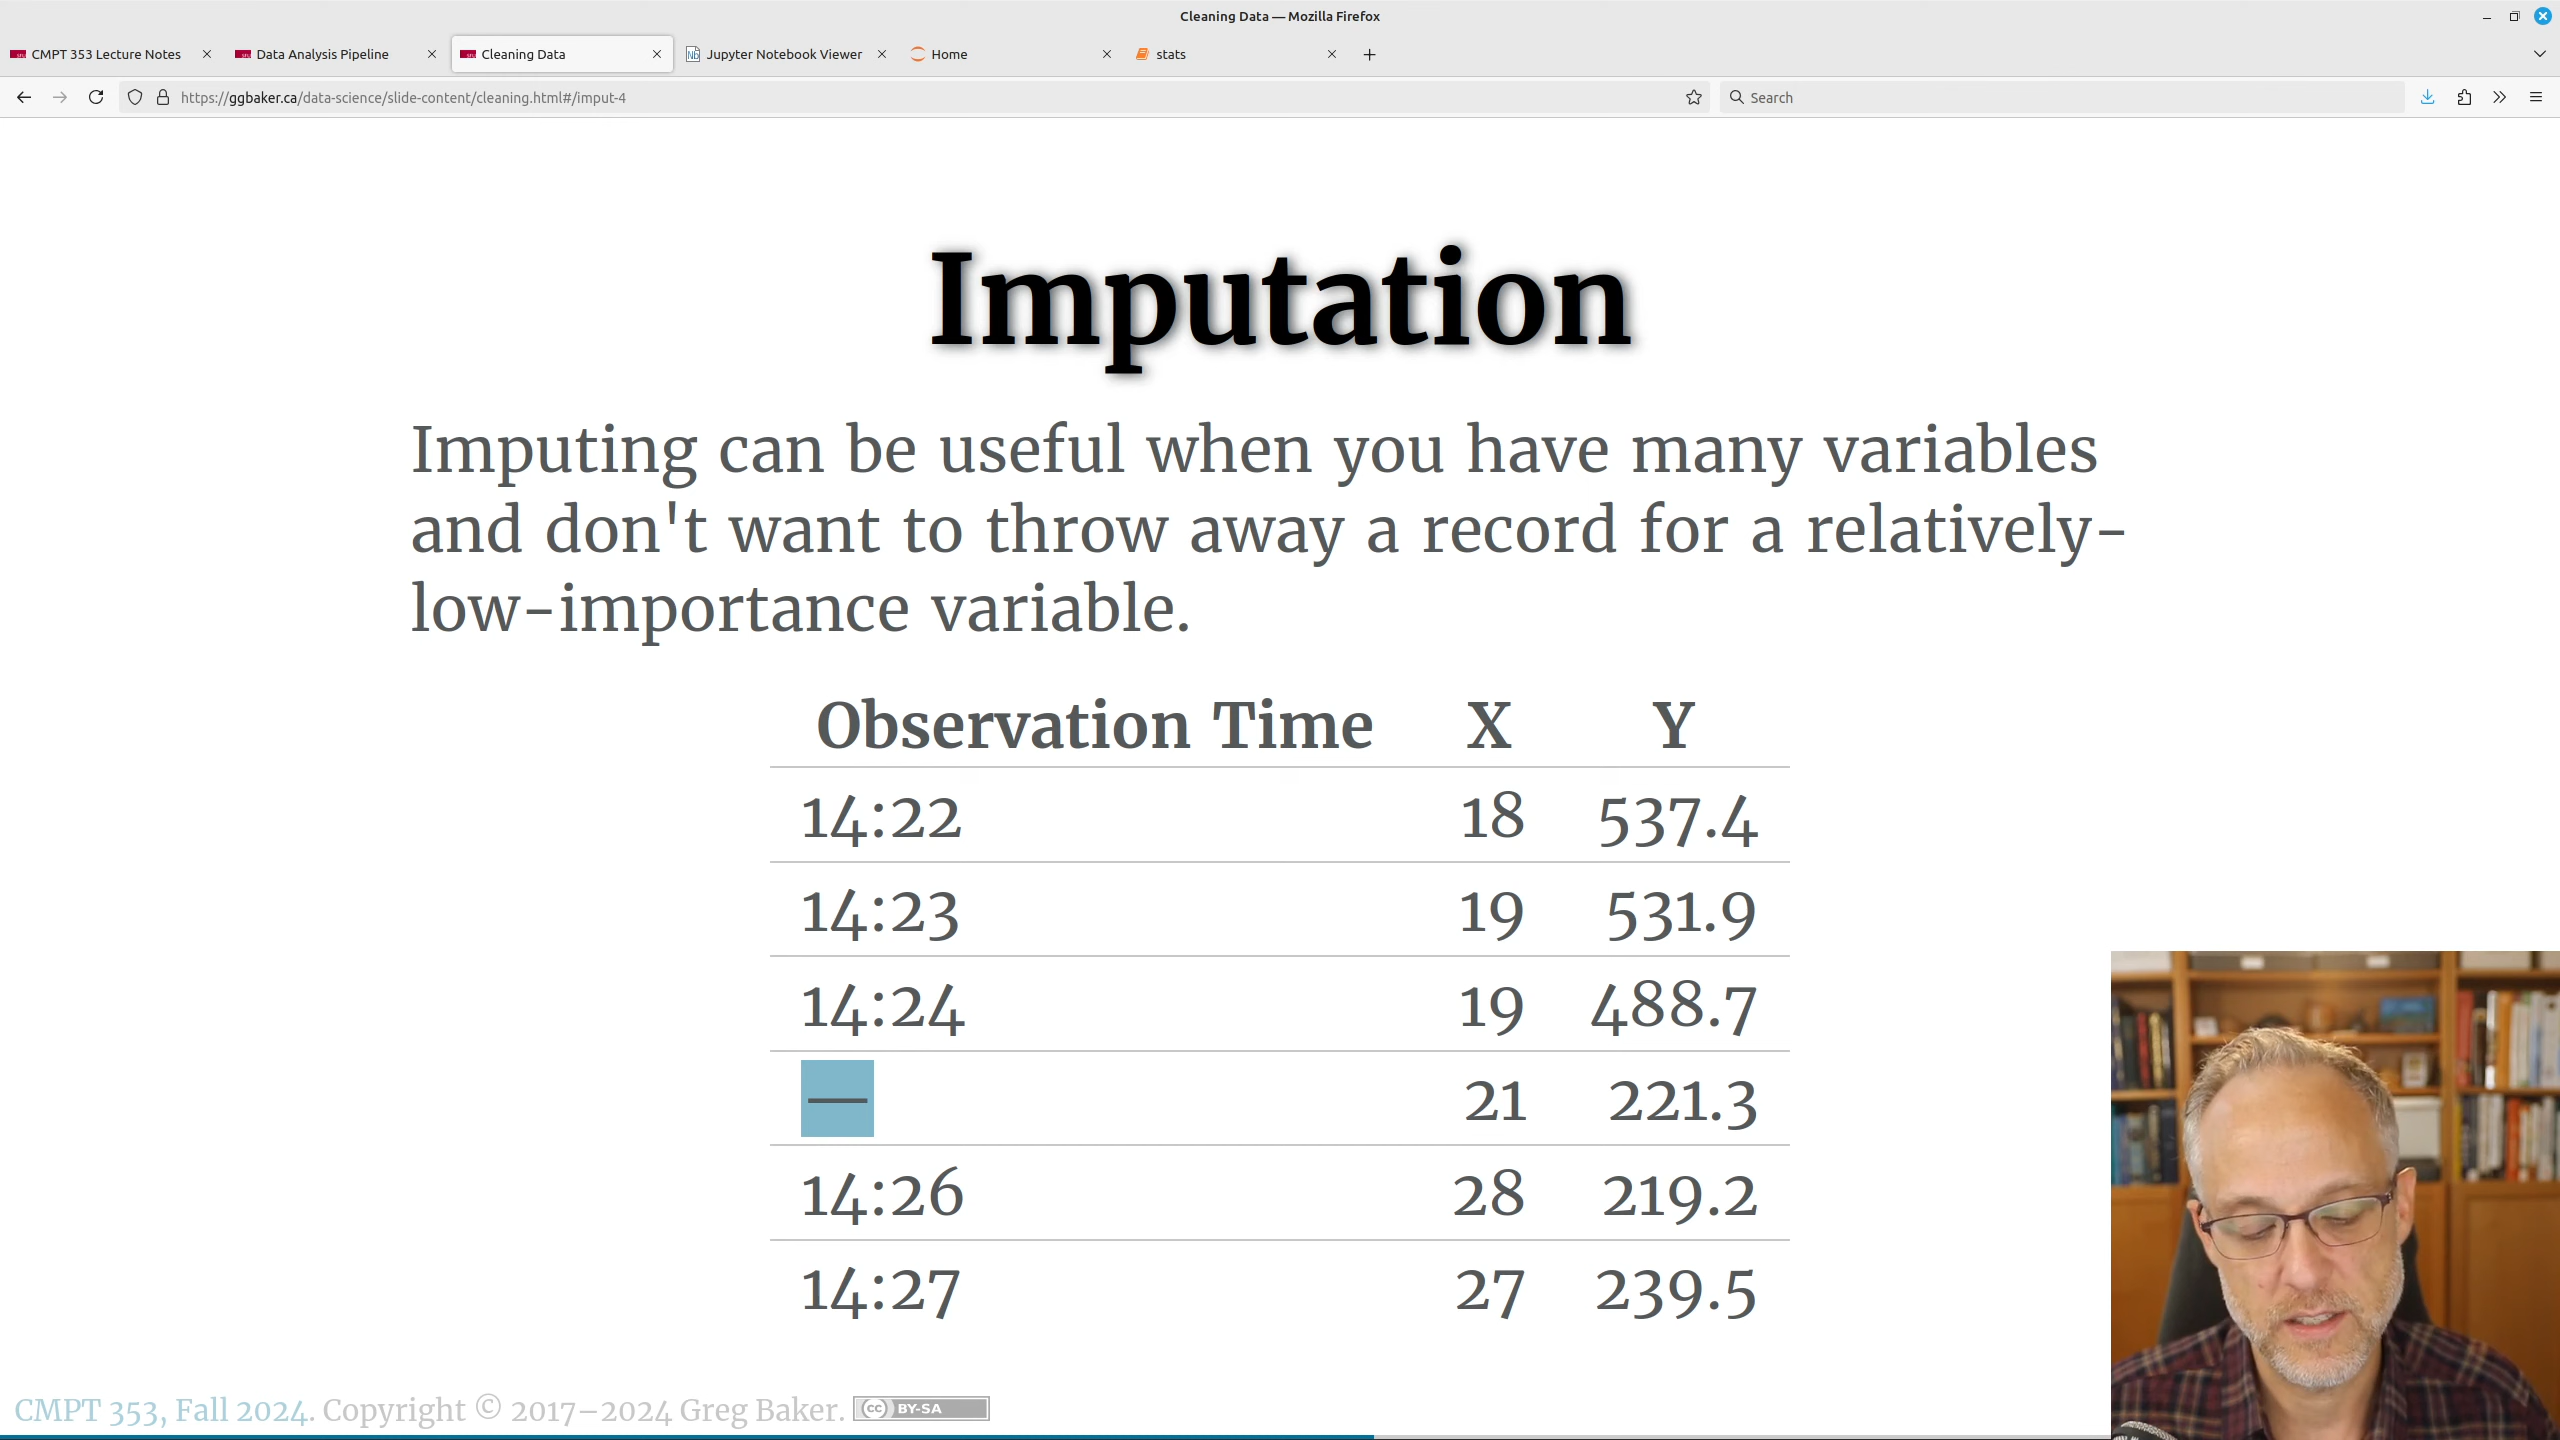 Cleaning Data — Mozilla Firefox
CMPT 353 Lecture Notes
Data Analysis Pipeline
Cleaning Data
Jupyter Notebook Viewer
Home
stats
https://ggbaker.ca/data-science/slide-content/cleaning.html#/imput-4
Search
Imputation
Imputing can be useful when you have many variables
and don't want to throw away a record for a relatively-
low-importance variable.
Observation Time X Y
14:22 18 537.4
14:23 19 531.9
14:24 19 488.7
— 21 221.3
14:26 28 219.2
14:27 27 239.5
CMPT 353, Fall 2024. Copyright © 2017–2024 Greg Baker. cc BY-SA